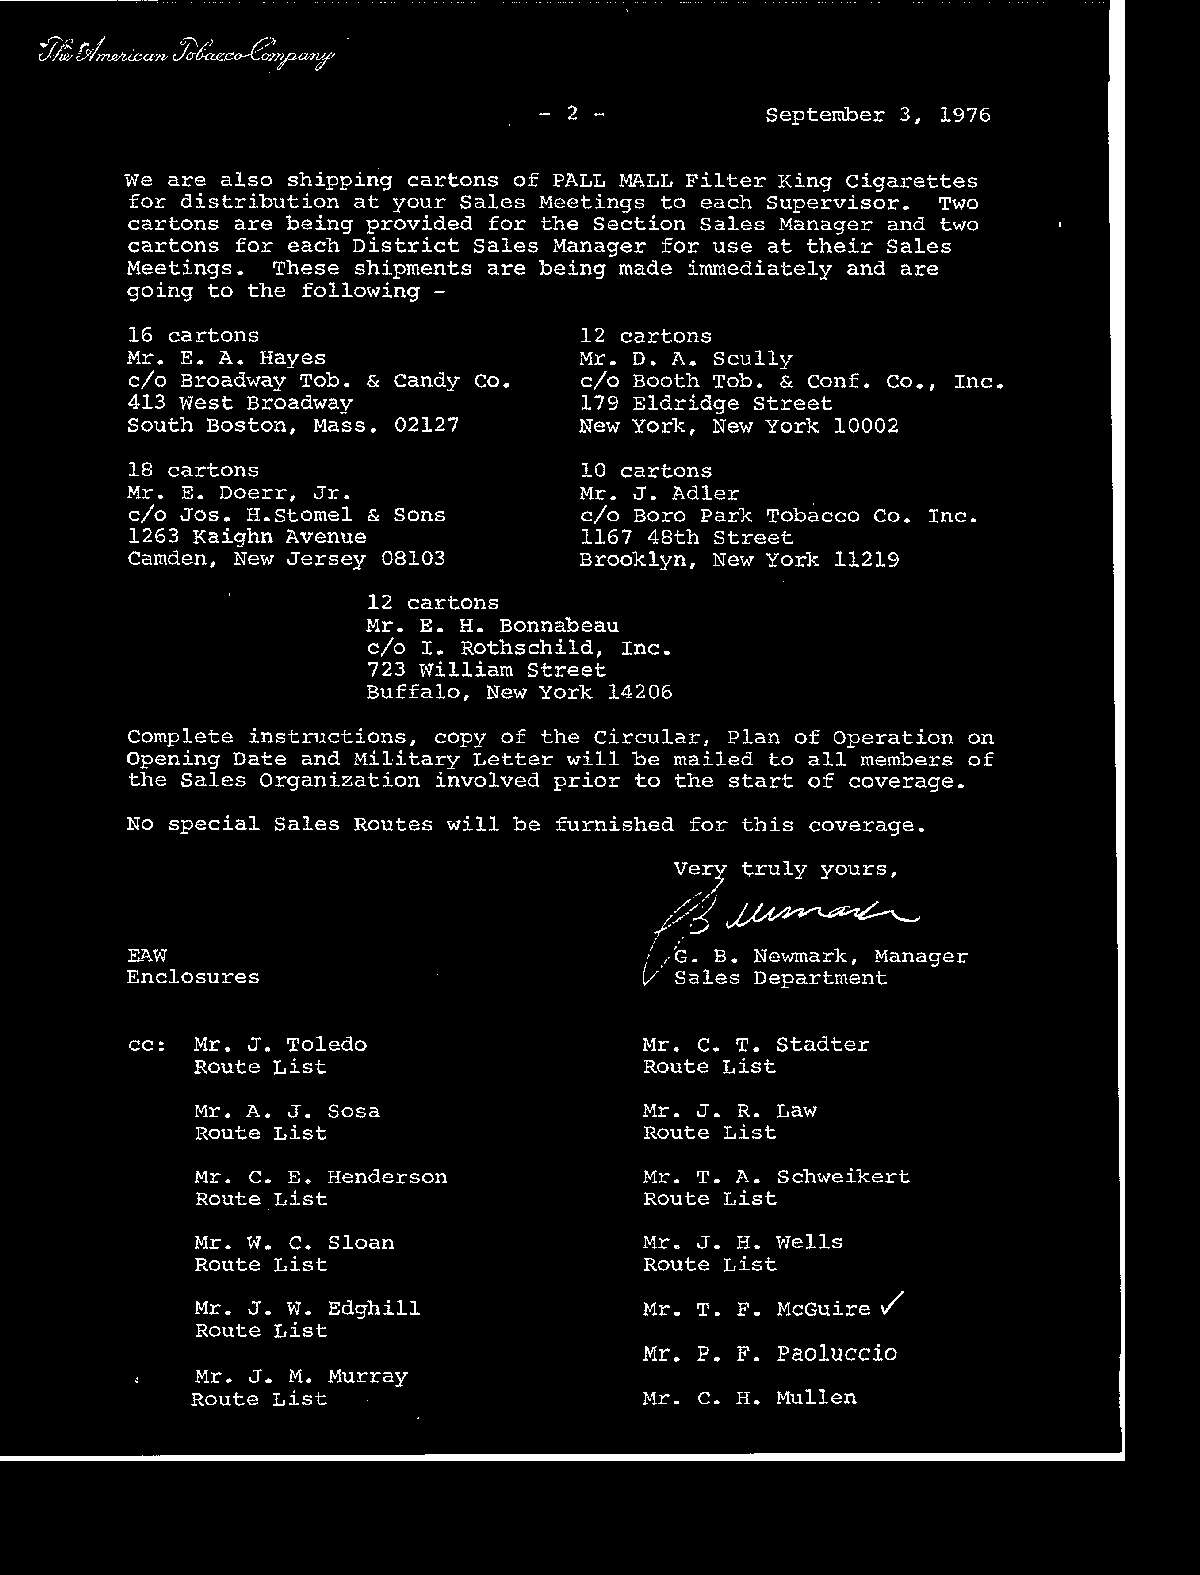 The American Tobacco Company
- 2 -
September 3, 1976
We are also shipping cartons of PALL MALL Filter King Cigarettes
for distribution at your Sales Meetings to each Supervisor. Two
cartons are being provided for the Section Sales Manager and two
cartons for each District Sales Manager for use at their Sales
Meetings. These shipments are being made immediately and are
going to the following -
16 cartons
Mr. E. A. Hayes
c/o Broadway Tob. & Candy Co.
413 West Broadway
South Boston, Mass. 02127
12 cartons
Mr. D. A. Scully
c/o Booth Tob. & Conf. Co., Inc.
179 Eldridge Street
New York, New York 10002
18 cartons
Mr. E. Doerr, Jr.
c/o Jos. H.Stomel & Sons
1263 Kaighn Avenue
Camden, New Jersey 08103
10 cartons
Mr. J. Adler
c/o Boro Park Tobacco Co. Inc.
1167 48th Street
Brooklyn, New York 11219
12 cartons
Mr. E. H. Bonnabeau
c/o I. Rothschild, Inc.
723 William Street
Buffalo, New York 14206
Complete instructions, copy of the Circular, Plan of Operation on
Opening Date and Military Letter will be mailed to all members of
the Sales Organization involved prior to the start of coverage.
No special Sales Routes will be furnished for this coverage.
Very truly yours,
EAW
Enclosures
G. B. Newmark, Manager
Sales Department
cc: Mr. J. Toledo
Route List
Mr. A. J. Sosa
Route List
Mr. C. E. Henderson
Route List
Mr. W. C. Sloan
Route List
Mr. J. W. Edghill
Route List
Mr. J. M. Murray
Route List
Mr. C. T. Stadter
Route List
Mr. J. R. Law
Route List
Mr. T. A. Schweikert
Route List
Mr. J. H. Wells
Route List
Mr. T. F. McGuire ✓
Mr. P. F. Paoluccio
Mr. C. H. Mullen